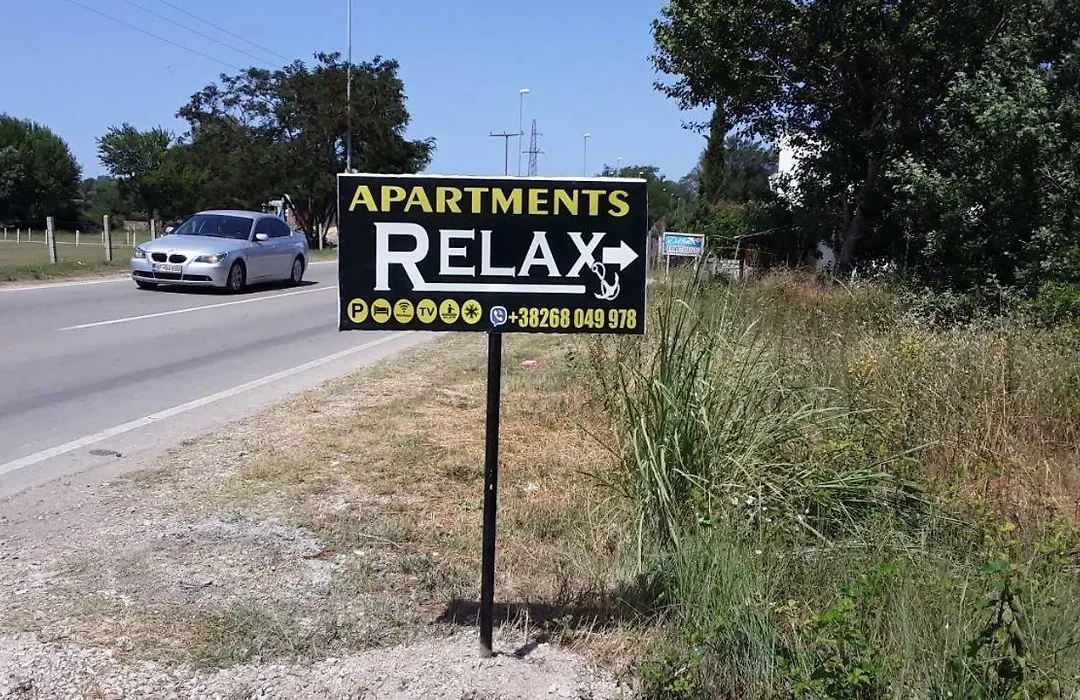 APARTMENTS
RELAX
P TV +38268 049 978